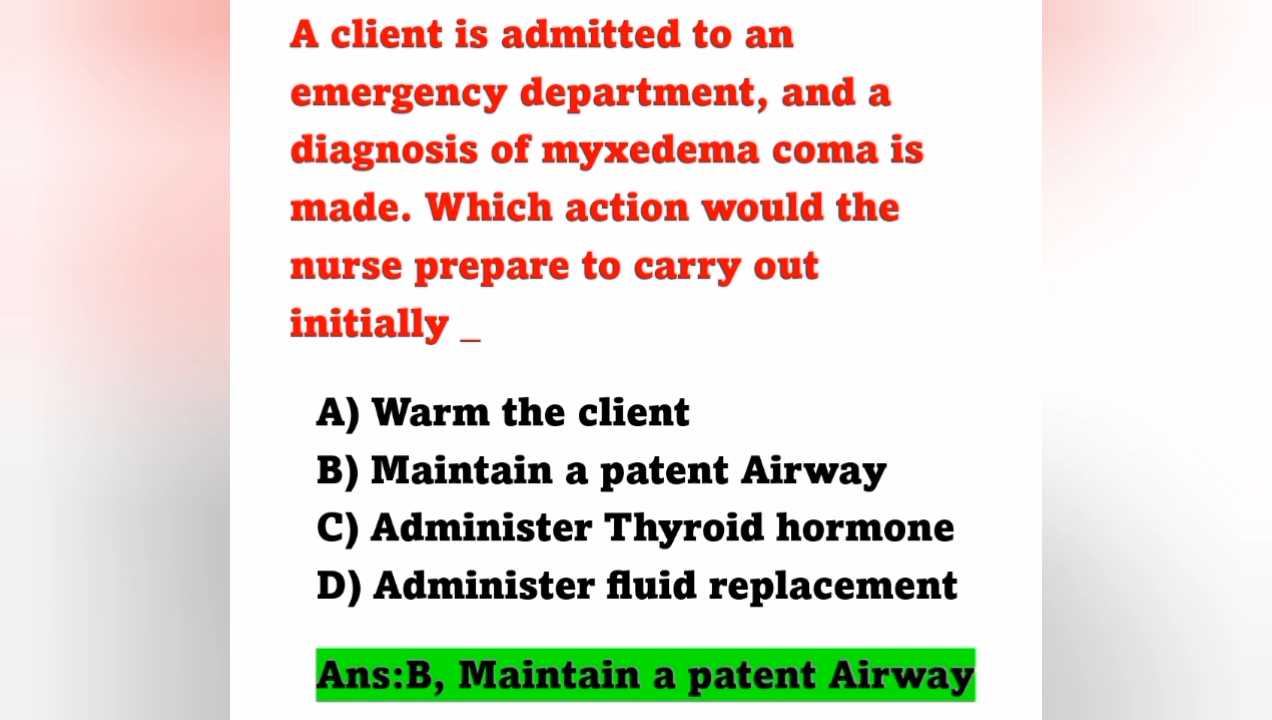 A client is admitted to an
emergency department, and a
diagnosis of myxedema coma is
made. Which action would the
nurse prepare to carry out
initially _
A) Warm the client
B) Maintain a patent Airway
C) Administer Thyroid hormone
D) Administer fluid replacement
Ans:B, Maintain a patent Airway